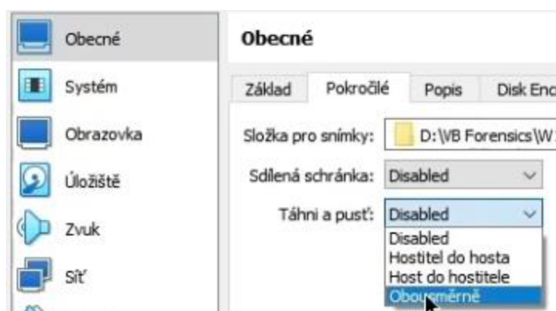 Obecné
Systém
Obrazovka
Úložiště
Zvuk
Síť
Obecné
Základ Pokročilé Popis Disk Enc
Složka pro snímky: D:\VB Forensics\W
Sdílená schránka: Disabled
Táhni a pusť: Disabled
Disabled
Hostitel do hosta
Host do hostitele
Obousměrně